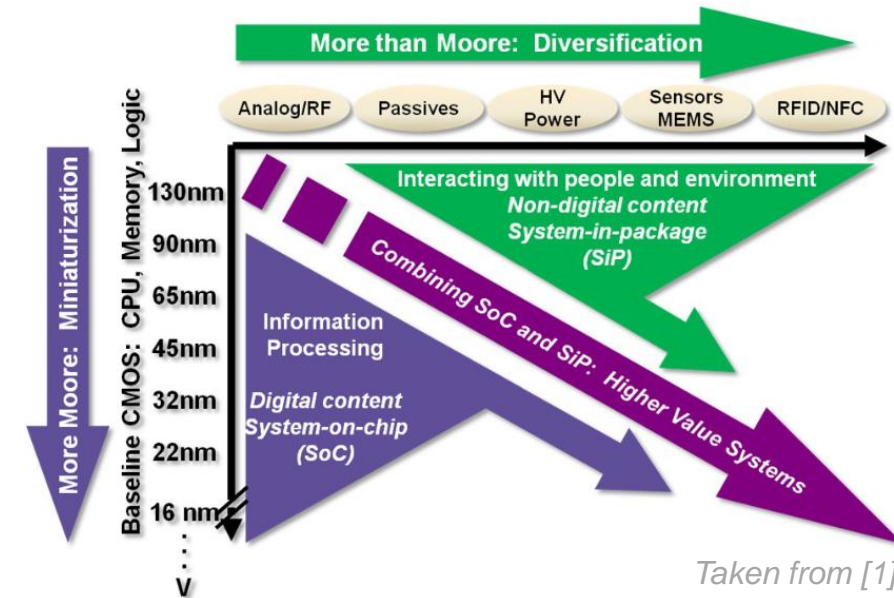 More than Moore: Diversification
Analog/RF
Passives
HV
Power
Sensors
MEMS
RFID/NFC
More Moore: Miniaturization
Baseline CMOS: CPU, Memory, Logic
130nm
90nm
65nm
45nm
32nm
22nm
16 nm
.
.
.
V
Interacting with people and environment
Non-digital content
System-in-package
(SiP)
Combining SoC and SiP: Higher Value Systems
Information
Processing
Digital content
System-on-chip
(SoC)
Taken from [1]